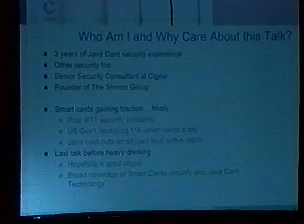 Who Am I and Why Care About this Talk?
3 years of Java Card security experience
Other security foo
Senior Security Consultant at Cigital
Founder of The Shmoo Group
Smart cards gaining traction... finally
Post 9/11 security concerns
US Gov't deploying 11k smart cards a day
Java card puts smart card tech within reach
Last talk before heavy drinking
Hopefully a good segue
Broad coverage of Smart Cards security and Java Card
Technology